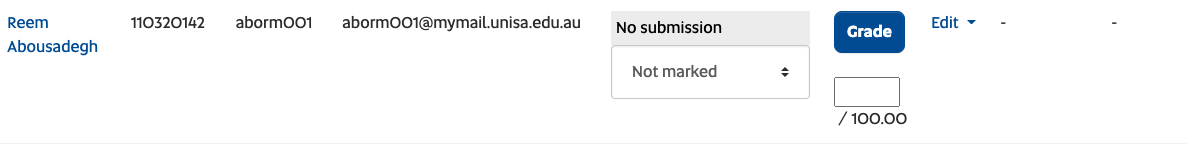 Reem Abousadegh
110320142
aborm001
aborm001@mymail.unisa.edu.au
No submission
Not marked
Grade
/ 100.00
Edit
-
-